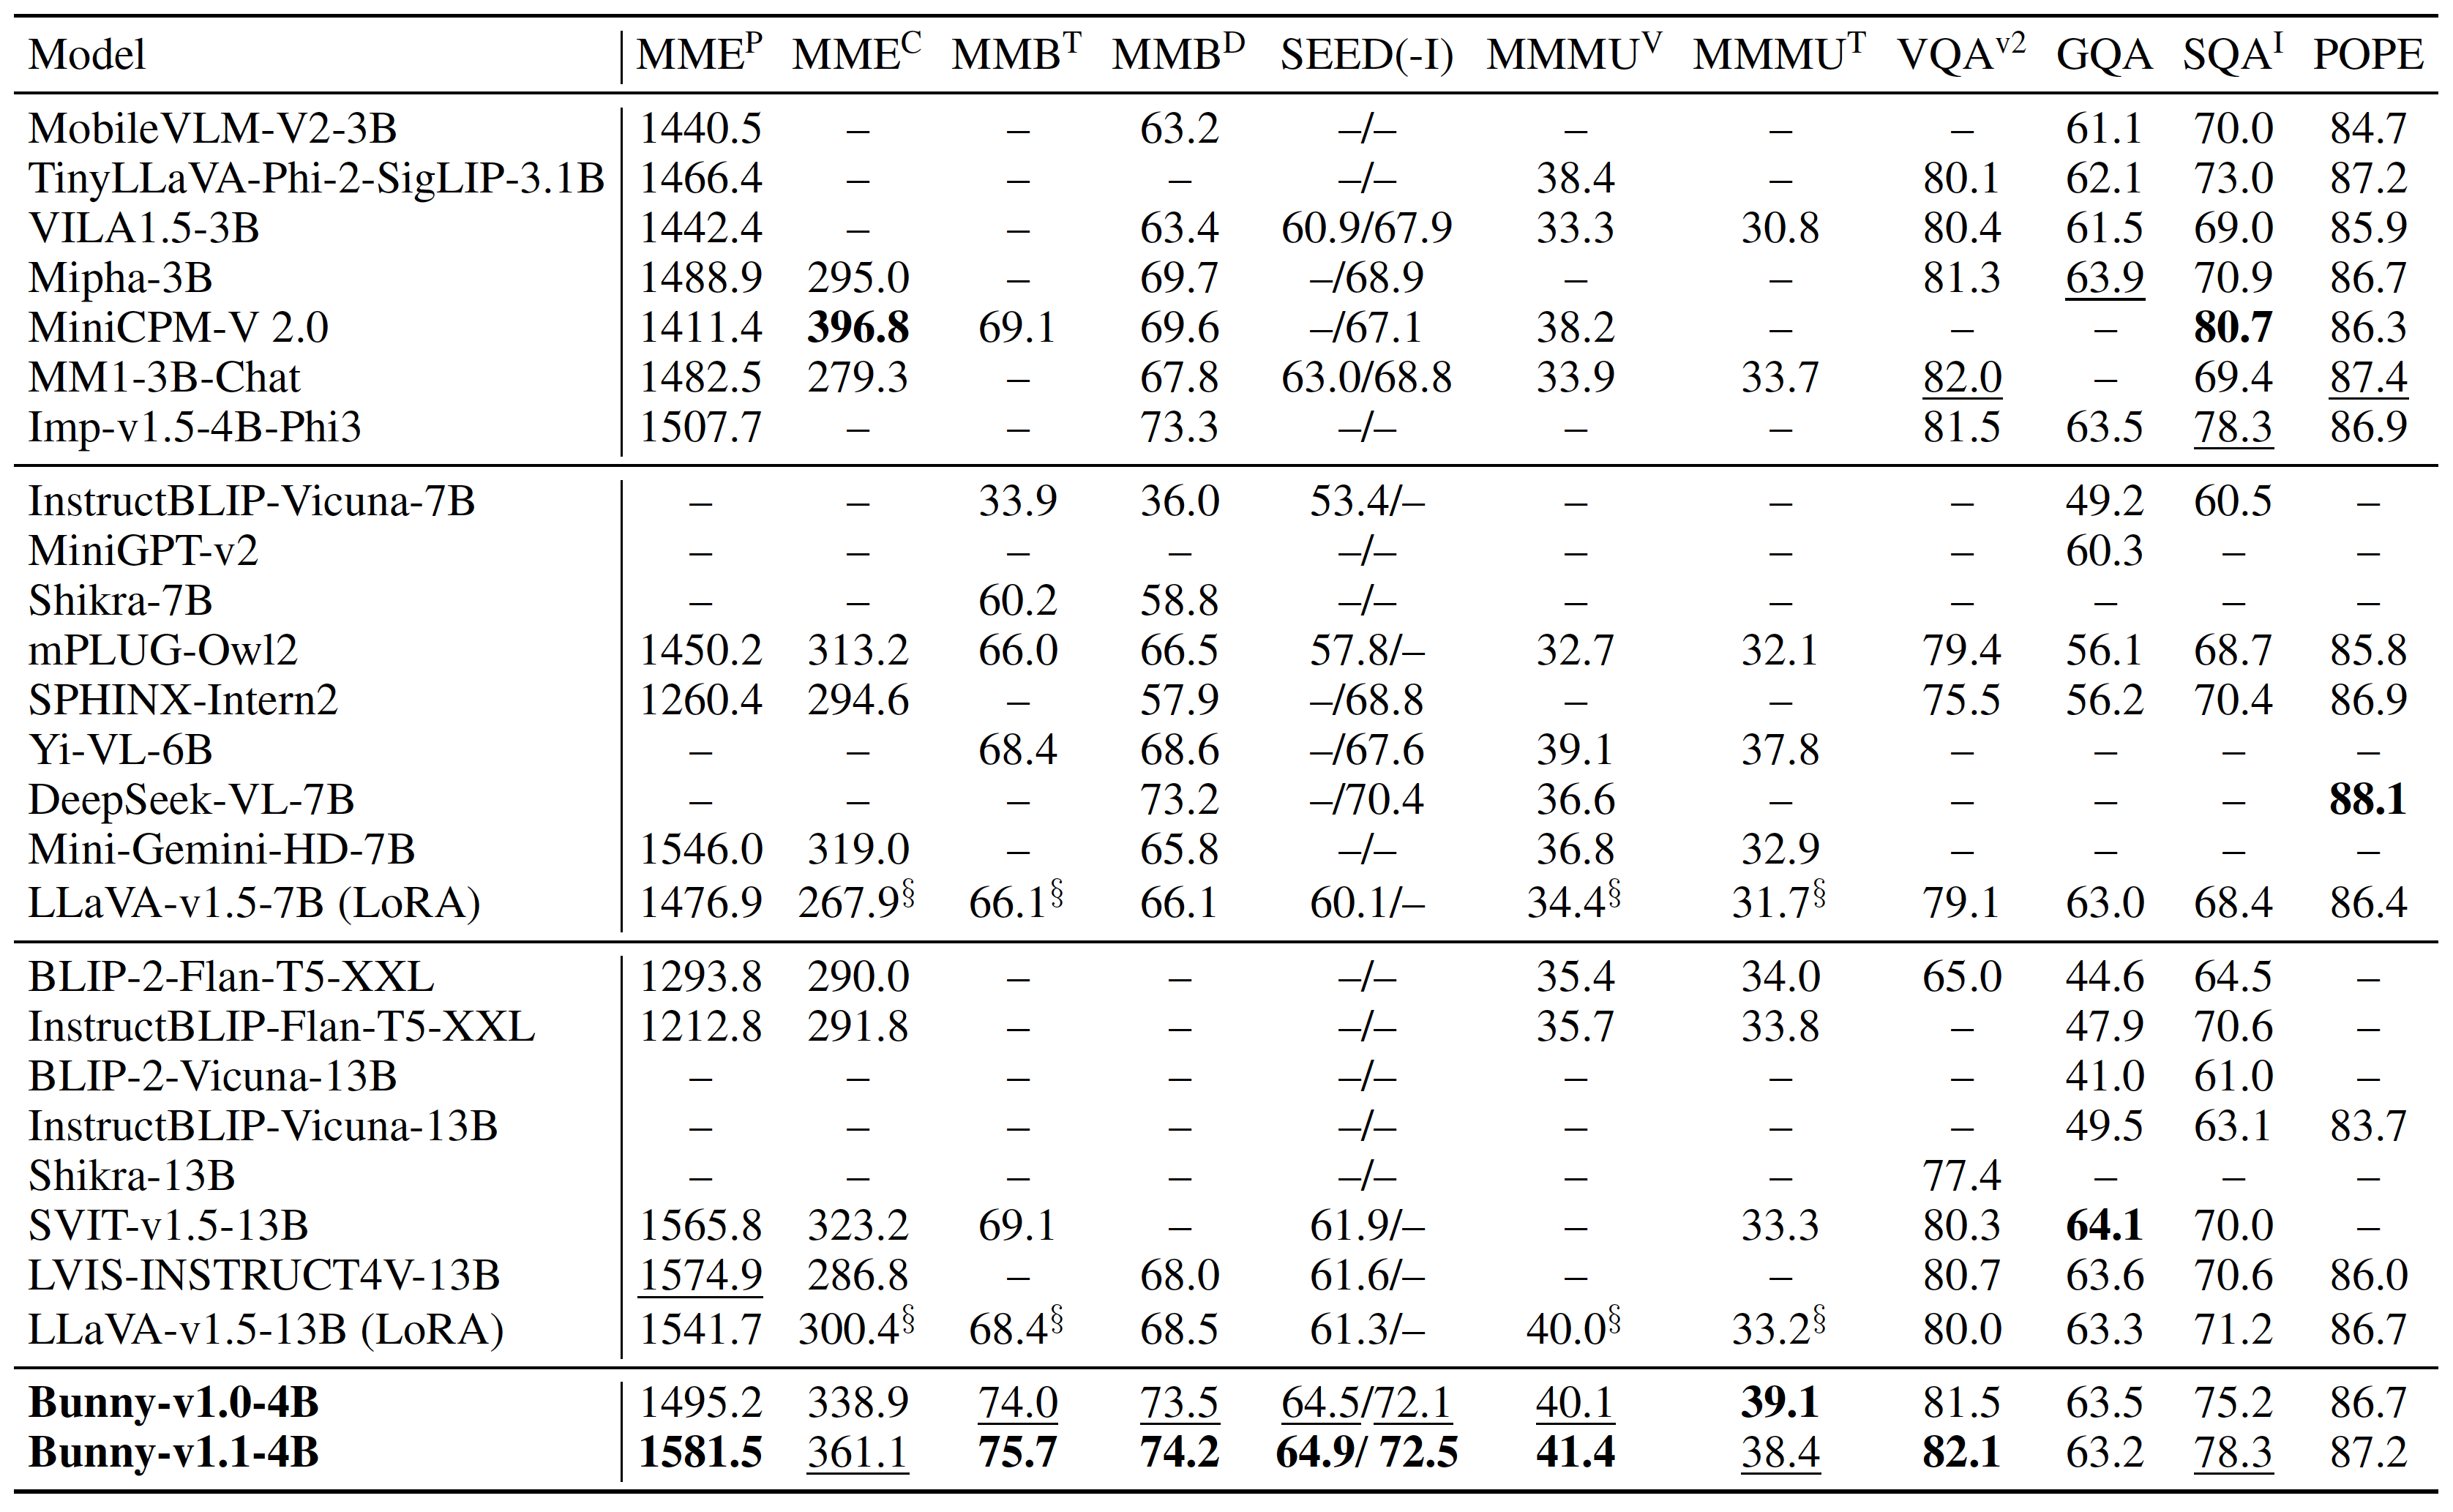 Model MME^P MME^C MMB^T MMB^D SEED(-I) MMMU^V MMMU^T VQA^v2 GQA SQA^I POPE
MobileVLM-V2-3B 1440.5 – – 63.2 –/– – – – 61.1 70.0 84.7
TinyLLaVA-Phi-2-SigLIP-3.1B 1466.4 – – – –/– 38.4 – 80.1 62.1 73.0 87.2
VILA1.5-3B 1442.4 – – 63.4 60.9/67.9 33.3 30.8 80.4 61.5 69.0 85.9
Mipha-3B 1488.9 295.0 – 69.7 –/68.9 – – 81.3 63.9 70.9 86.7
MiniCPM-V 2.0 1411.4 396.8 69.1 69.6 –/67.1 38.2 – – – 80.7 86.3
MM1-3B-Chat 1482.5 279.3 – 67.8 63.0/68.8 33.9 33.7 82.0 – 69.4 87.4
Imp-v1.5-4B-Phi3 1507.7 – – 73.3 –/– – – 81.5 63.5 78.3 86.9
InstructBLIP-Vicuna-7B – – 33.9 36.0 53.4/– – – – 49.2 60.5 –
MiniGPT-v2 – – – – –/– – – – 60.3 – –
Shikra-7B – – 60.2 58.8 –/– – – – – – –
mPLUG-Owl2 1450.2 313.2 66.0 66.5 57.8/– 32.7 32.1 79.4 56.1 68.7 85.8
SPHINX-Intern2 1260.4 294.6 – 57.9 –/68.8 – – 75.5 56.2 70.4 86.9
Yi-VL-6B – – 68.4 68.6 –/67.6 39.1 37.8 – – – –
DeepSeek-VL-7B – – – 73.2 –/70.4 36.6 – – – – 88.1
Mini-Gemini-HD-7B 1546.0 319.0 – 65.8 –/– 36.8 32.9 – – – –
LLaVA-v1.5-7B (LoRA) 1476.9 267.9§ 66.1§ 66.1 60.1/– 34.4§ 31.7§ 79.1 63.0 68.4 86.4
BLIP-2-Flan-T5-XXL 1293.8 290.0 – – –/– 35.4 34.0 65.0 44.6 64.5 –
InstructBLIP-Flan-T5-XXL 1212.8 291.8 – – –/– 35.7 33.8 – 47.9 70.6 –
BLIP-2-Vicuna-13B – – – – –/– – – – 41.0 61.0 –
InstructBLIP-Vicuna-13B – – – – –/– – – – 49.5 63.1 83.7
Shikra-13B – – – – –/– – – 77.4 – – –
SVIT-v1.5-13B 1565.8 323.2 69.1 – 61.9/– – 33.3 80.3 64.1 70.0 –
LVIS-INSTRUCT4V-13B 1574.9 286.8 – 68.0 61.6/– – – 80.7 63.6 70.6 86.0
LLaVA-v1.5-13B (LoRA) 1541.7 300.4§ 68.4§ 68.5 61.3/– 40.0§ 33.2§ 80.0 63.3 71.2 86.7
Bunny-v1.0-4B 1495.2 338.9 74.0 73.5 64.5/72.1 40.1 39.1 81.5 63.5 75.2 86.7
Bunny-v1.1-4B 1581.5 361.1 75.7 74.2 64.9/ 72.5 41.4 38.4 82.1 63.2 78.3 87.2